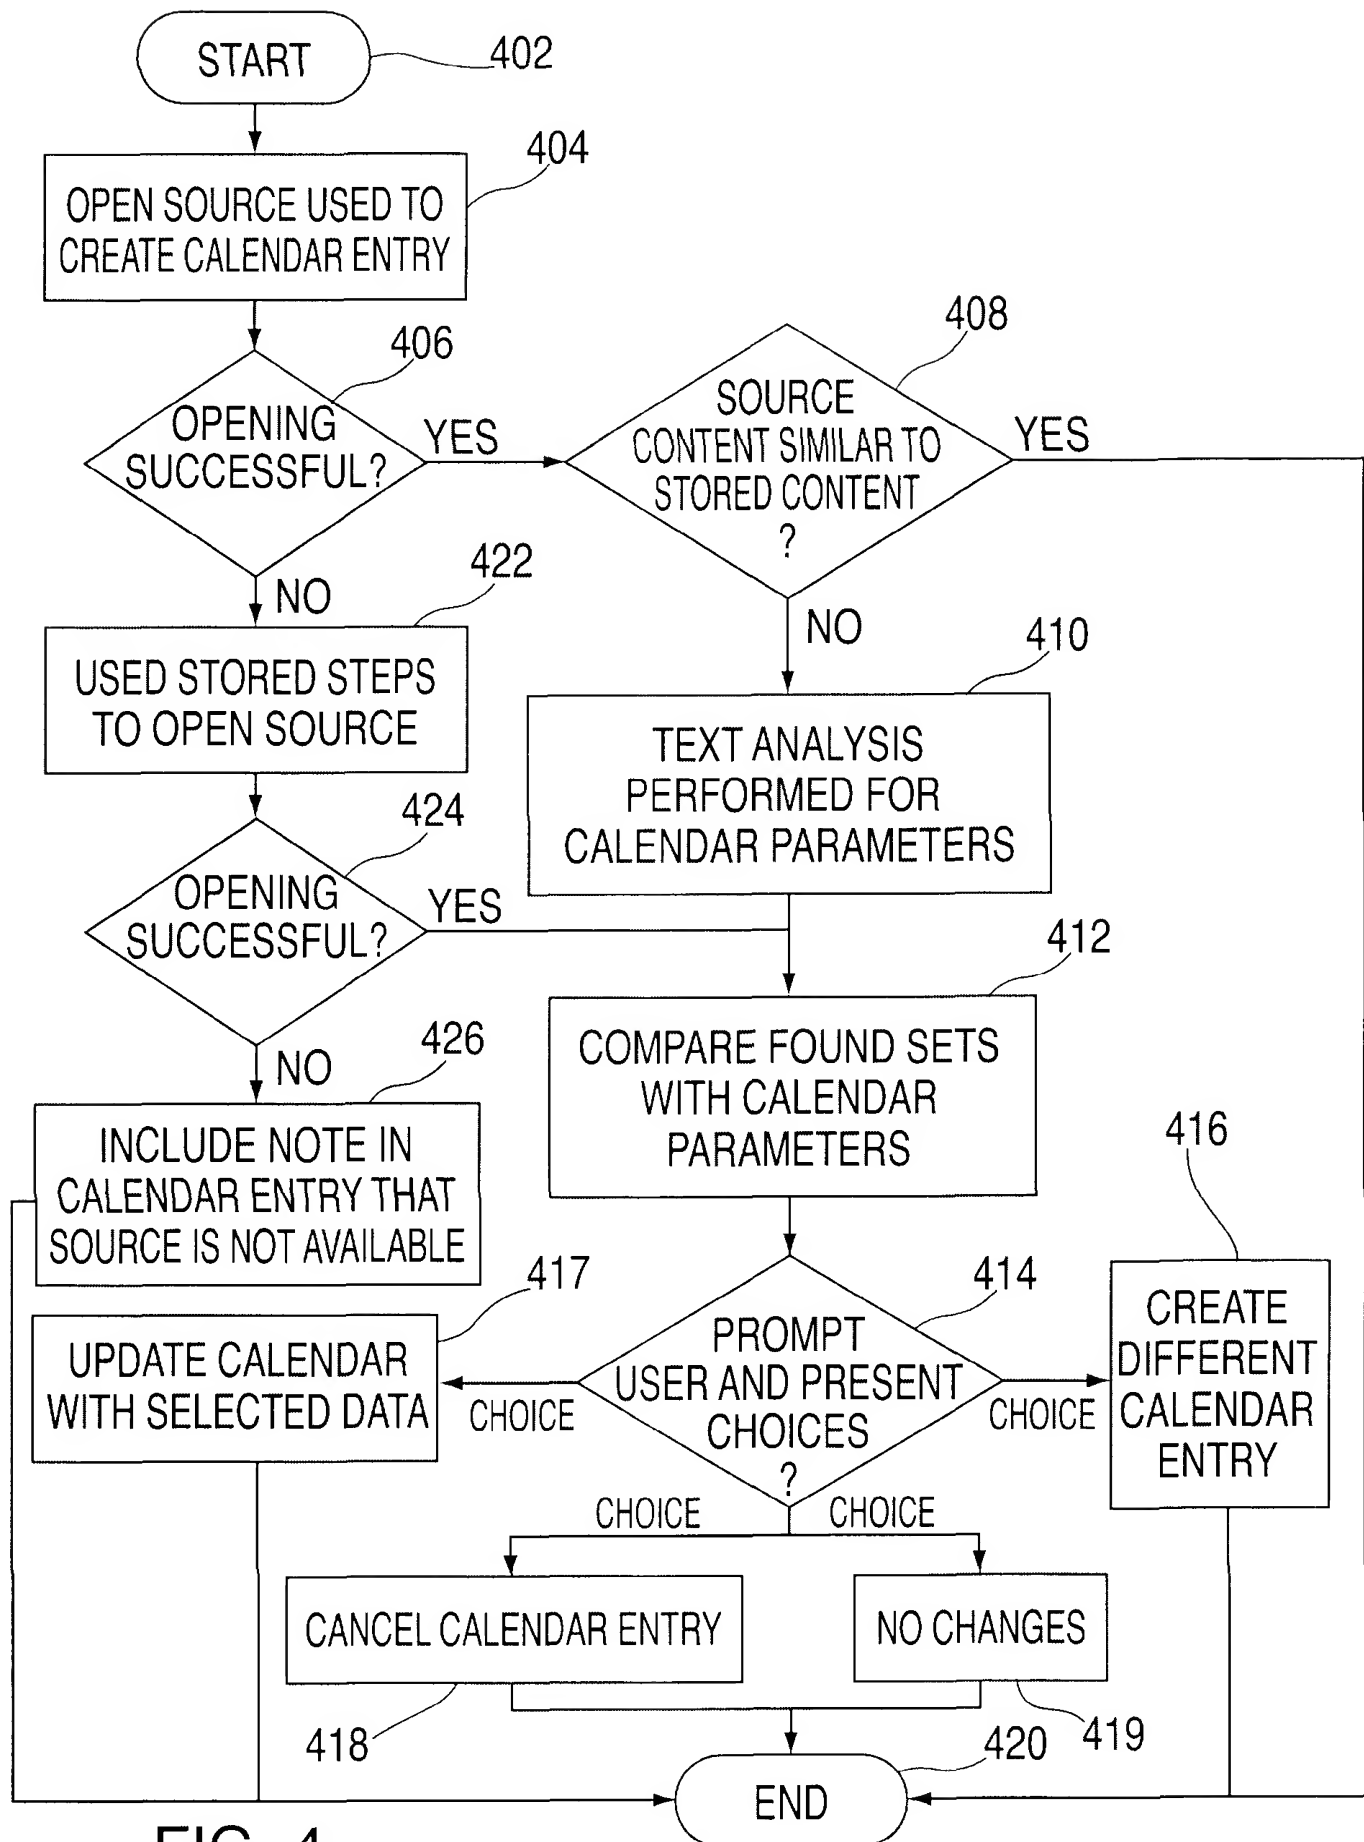 START
402
404
OPEN SOURCE USED TO
CREATE CALENDAR ENTRY
406
408
OPENING
SUCCESSFUL?
YES
SOURCE
CONTENT SIMILAR TO
STORED CONTENT
?
YES
NO
422
NO
410
USED STORED STEPS
TO OPEN SOURCE
TEXT ANALYSIS
PERFORMED FOR
CALENDAR PARAMETERS
424
OPENING
SUCCESSFUL?
YES
412
NO
426
COMPARE FOUND SETS
WITH CALENDAR
PARAMETERS
INCLUDE NOTE IN
CALENDAR ENTRY THAT
SOURCE IS NOT AVAILABLE
416
417
414
UPDATE CALENDAR
WITH SELECTED DATA
CHOICE
PROMPT
USER AND PRESENT
CHOICES
?
CHOICE
CREATE
DIFFERENT
CALENDAR
ENTRY
CHOICE
CHOICE
CANCEL CALENDAR ENTRY
NO CHANGES
418
419
420
END
FIG. 4